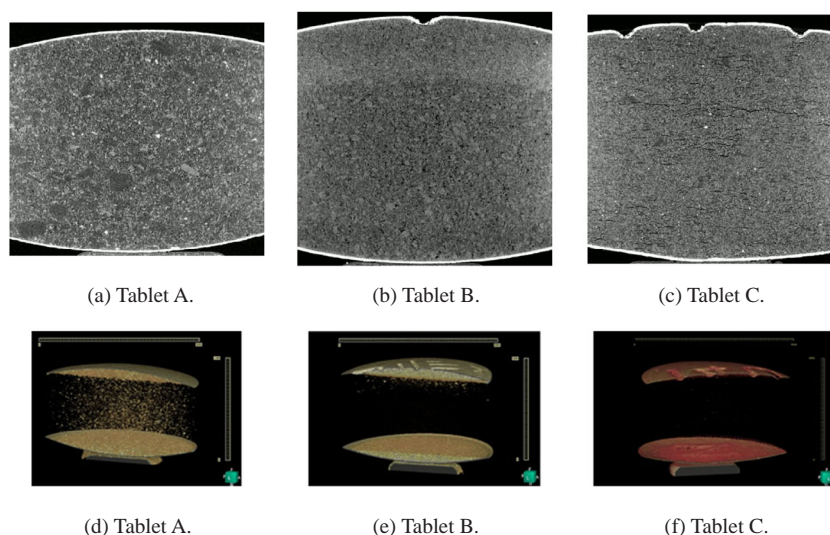 (a) Tablet A.
(b) Tablet B.
(c) Tablet C.
(d) Tablet A.
(e) Tablet B.
(f) Tablet C.